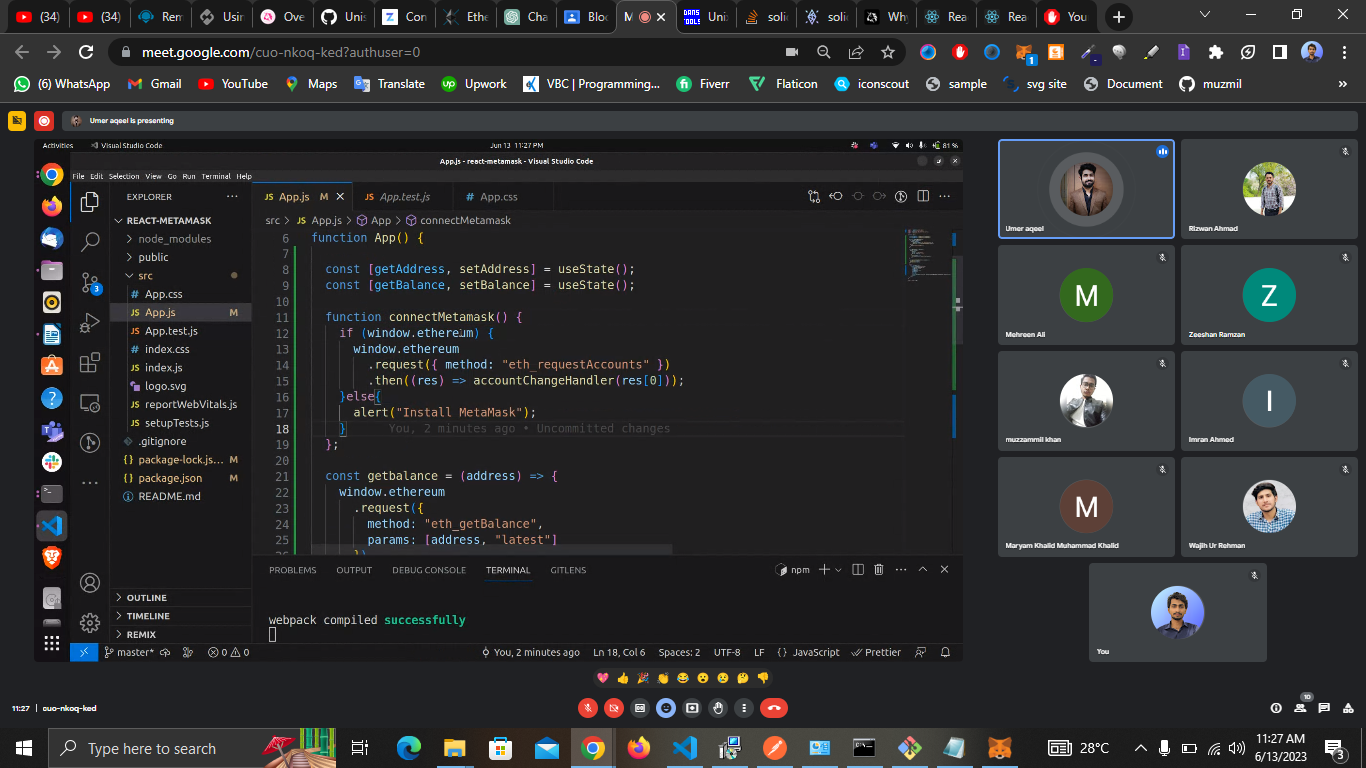 (34)
(34)
Rem
Usin
Ove
Unis
Con
Ethe
Cha
Bloc
M
Uni
soli
soli
Why
Rea
Rea
You
meet.google.com/cuo-nkoq-ked?authuser=0
1
(6) WhatsApp
Gmail
YouTube
Maps
Translate
Upwork
VBC | Programming...
Fiverr
Flaticon
iconscout
sample
svg site
Document
muzmil
»
Umer aqeel is presenting
Activities
Visual Studio Code
Jun 13 11:27 PM
81 %
App.js - react-metamask - Visual Studio Code
File Edit Selection View Go Run Terminal Help
EXPLORER
REACT-METAMASK
node_modules
public
src
App.css
App.js M
App.test.js
index.css
index.js
logo.svg
reportWebVitals.js
setupTests.js
.gitignore
package-lock.js... M
package.json M
README.md
OUTLINE
TIMELINE
REMIX
3
JS App.js M
JS App.test.js
# App.css
src > JS App.js > App > connectMetamask
6 function App() {
7
8 const [getAddress, setAddress] = useState();
9 const [getBalance, setBalance] = useState();
10
11 function connectMetamask() {
12 if (window.ethereum) {
13 window.ethereum
14 .request({ method: "eth_requestAccounts" })
15 .then((res) => accountChangeHandler(res[0]));
16 }else{
17 alert("Install MetaMask");
18 } You, 2 minutes ago • Uncommitted changes
19 };
20
21 const getbalance = (address) => {
22 window.ethereum
23 .request({
24 method: "eth_getBalance",
25 params: [address, "latest"]
26 })
PROBLEMS
OUTPUT
DEBUG CONSOLE
TERMINAL
GITLENS
npm
webpack compiled successfully
master*
0
0
You, 2 minutes ago
Ln 18, Col 6
Spaces: 2
UTF-8
LF
{} JavaScript
Prettier
Umer aqeel
Rizwan Ahmad
M
Mehreen Ali
Z
Zeeshan Ramzan
muzzammil khan
I
Imran Ahmed
M
Maryam Khalid Muhammad Khalid
Wajih Ur Rehman
You
11:27 | cuo-nkoq-ked
10
Type here to search
28°C
11:27 AM
6/13/2023
3